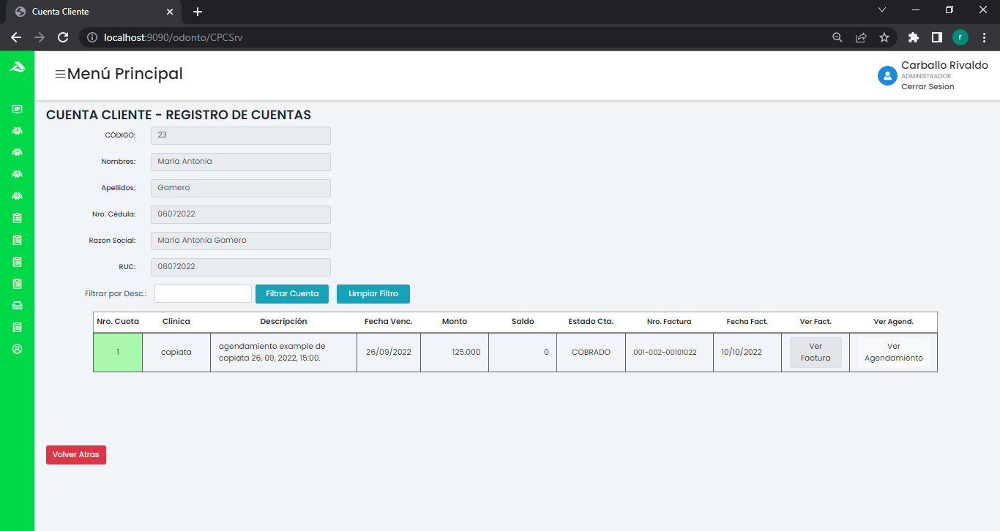 Cuenta Cliente
localhost:9090/odonto/CPCSrv
r
Menú Principal
Carballo Rivaldo
ADMINISTRADOR
Cerrar Sesion
CUENTA CLIENTE - REGISTRO DE CUENTAS
CÓDIGO: 23
Nombres: Maria Antonia
Apellidos: Gamero
Nro. Cédula: 06072022
Razon Social: Maria Antonia Gamero
RUC: 06072022
Filtrar por Desc.: Filtrar Cuenta Limpiar Filtro
Nro. Cuota Clinica Descripción Fecha Venc. Monto Saldo Estado Cta. Nro. Factura Fecha Fact. Ver Fact. Ver Agend.
1 capiata agendamiento example de capiata 26, 09, 2022, 15:00. 26/09/2022 125.000 0 COBRADO 001-002-00101022 10/10/2022 Ver Factura Ver Agendamiento
Volver Atras